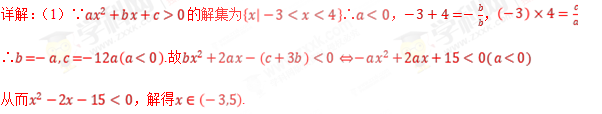 详解：（1）∵ax²+bx+c>0的解集为{x|-3<x<4}∴a<0，-3+4=-b/b，(-3)×4=c/a
∴b=-a,c=-12a(a<0).故bx²+2ax-(c+3b)<0 ⇔-ax²+2ax+15<0(a<0)
从而x²-2x-15<0，解得x∈(-3,5).